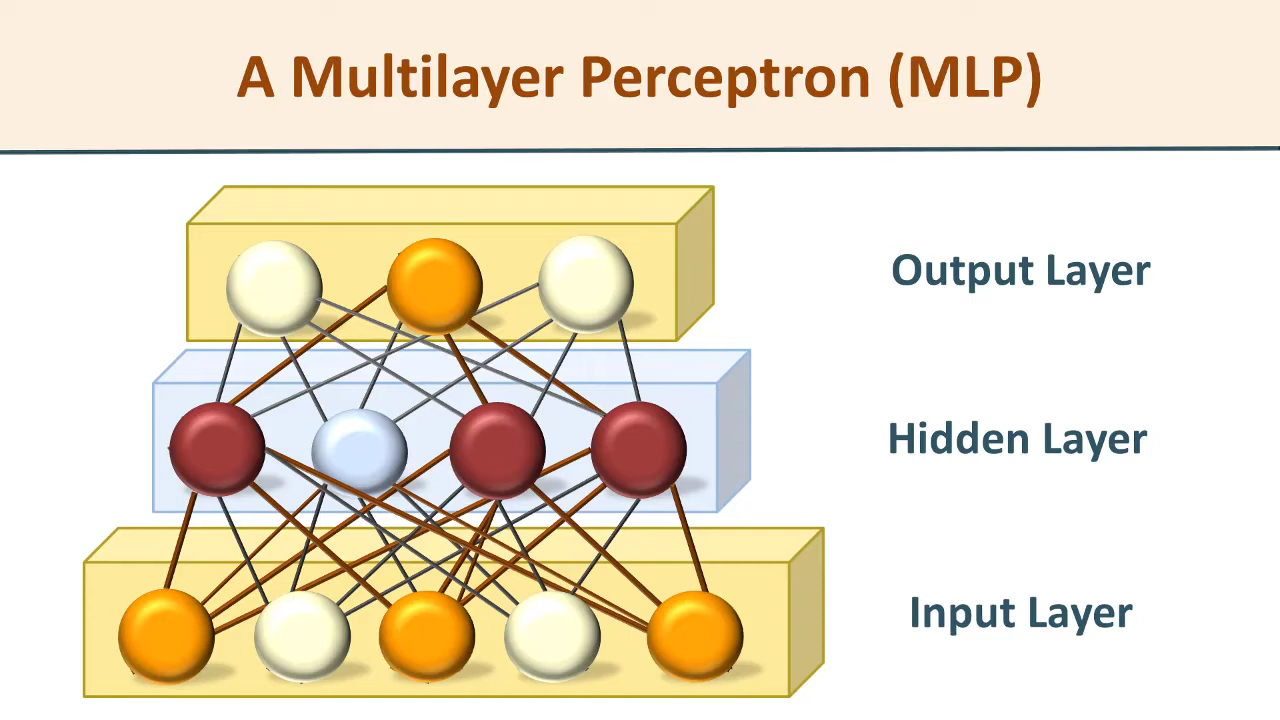 A Multilayer Perceptron (MLP)
Output Layer
Hidden Layer
Input Layer